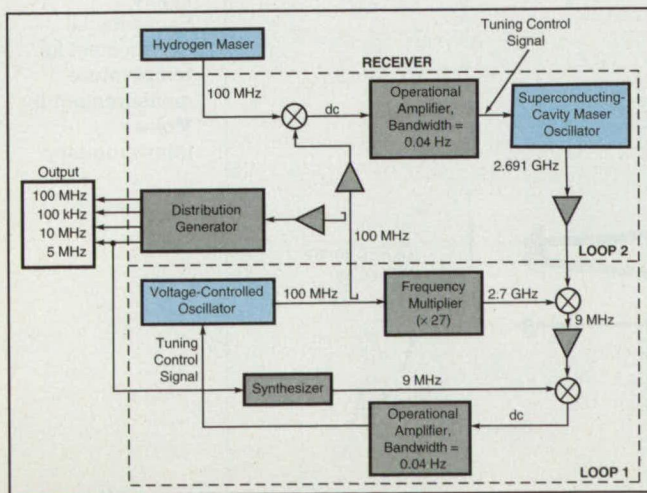 Hydrogen Maser
RECEIVER
Tuning Control
Signal
100 MHz
dc
Operational
Amplifier,
Bandwidth =
0.04 Hz
Superconducting-
Cavity Maser
Oscillator
2.691 GHz
Output
100 MHz
100 kHz
10 MHz
5 MHz
Distribution
Generator
100 MHz
LOOP 2
Voltage-Controlled
Oscillator
100 MHz
Frequency
Multiplier
(× 27)
2.7 GHz
9 MHz
Tuning
Control
Signal
Synthesizer
9 MHz
Operational
Amplifier,
Bandwidth =
0.04 Hz
dc
LOOP 1